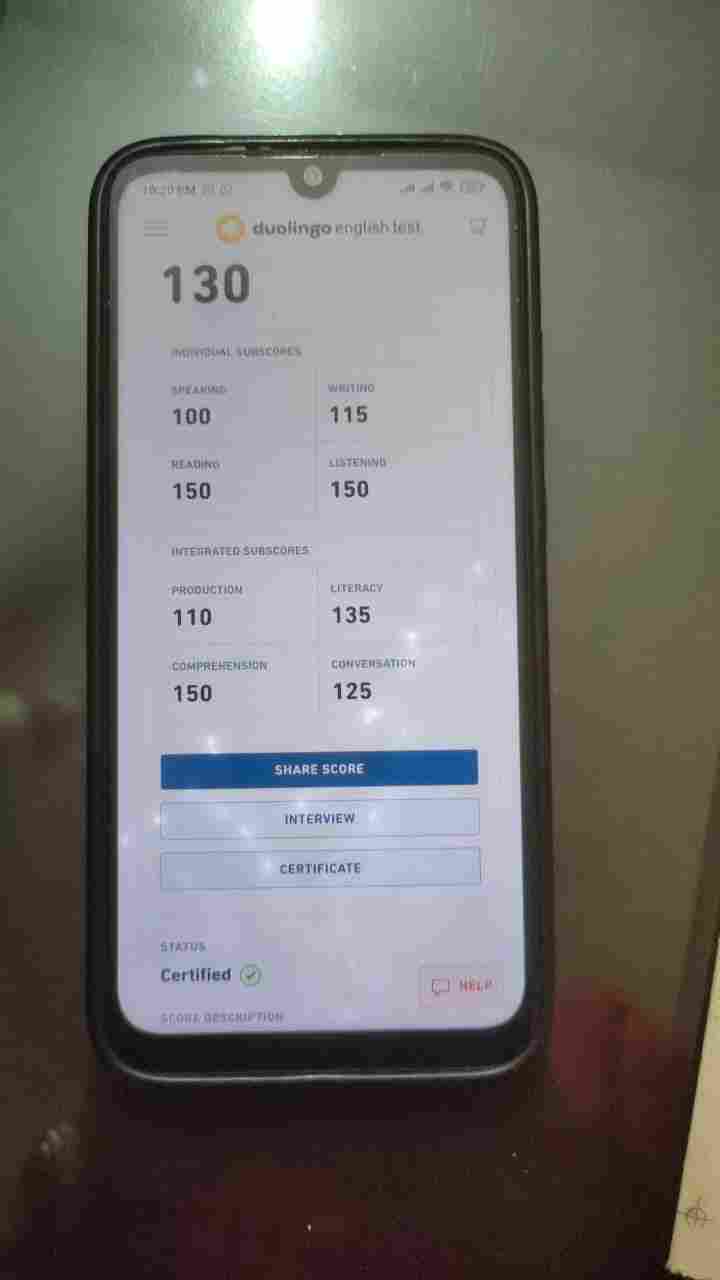 10:20 PM
duolingo english test
130
INDIVIDUAL SUBSCORES
SPEAKING WRITING
100 115
READING LISTENING
150 150
INTEGRATED SUBSCORES
PRODUCTION LITERACY
110 135
COMPREHENSION CONVERSATION
150 125
SHARE SCORE
INTERVIEW
CERTIFICATE
STATUS
Certified
HELP
SCORE DESCRIPTION